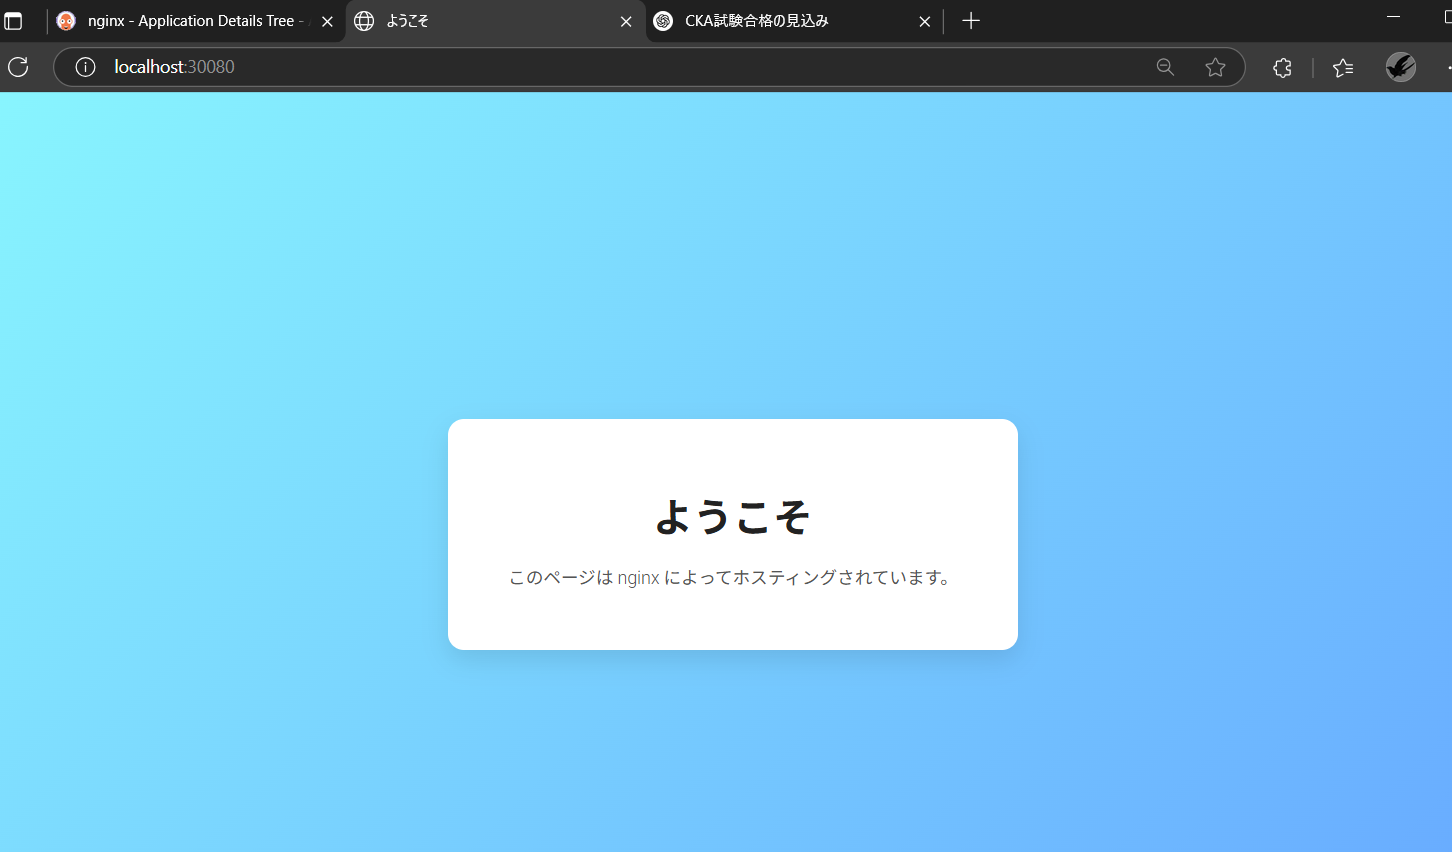 nginx - Application Details Tree -
ようこそ
CKA試験合格の見込み
localhost:30080
ようこそ
このページは nginx によってホスティングされています。